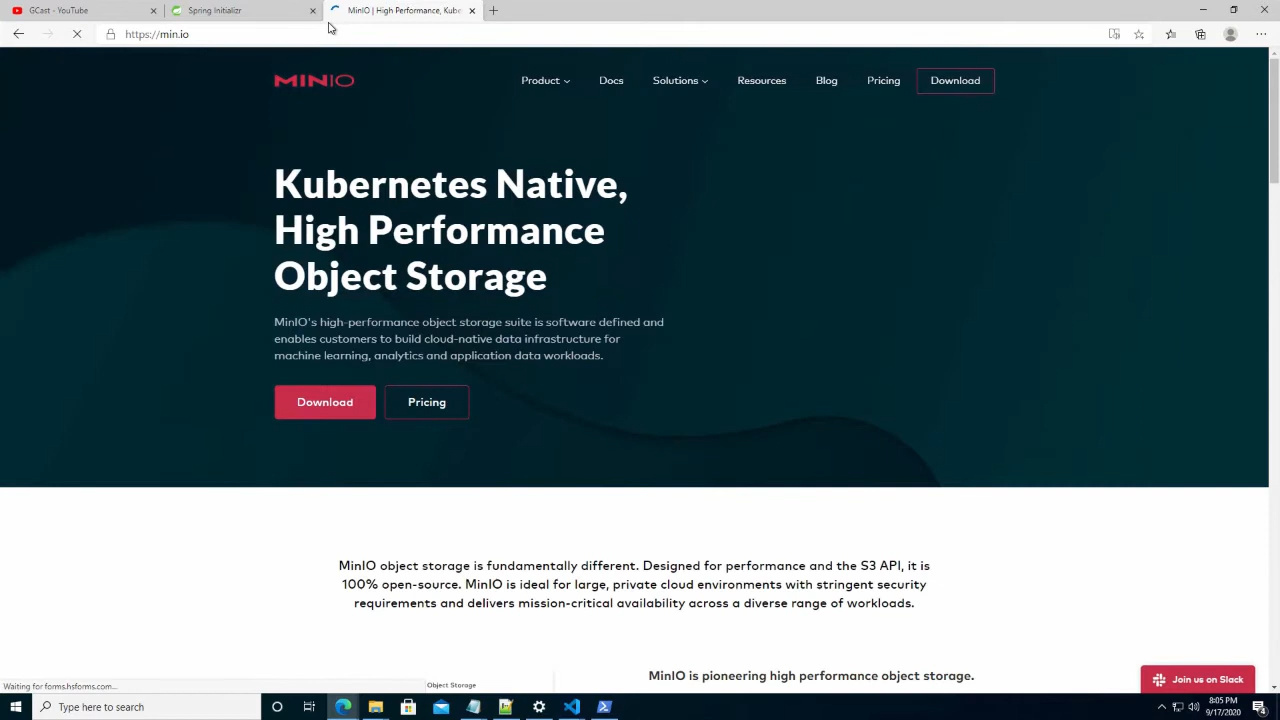 GCast - YouTube
Spring Initializr
MinIO | High Performance, Kube
https://min.io
MINIO
Product
Docs
Solutions
Resources
Blog
Pricing
Download
Kubernetes Native,
High Performance
Object Storage
MinIO's high-performance object storage suite is software defined and
enables customers to build cloud-native data infrastructure for
machine learning, analytics and application data workloads.
Download
Pricing
MinIO object storage is fundamentally different. Designed for performance and the S3 API, it is
100% open-source. MinIO is ideal for large, private cloud environments with stringent security
requirements and delivers mission-critical availability across a diverse range of workloads.
MinIO is pioneering high performance object storage.
Join us on Slack
Waiting for forms.hsforms.com...
Object Storage
Type here to search
8:05 PM
9/17/2020
4